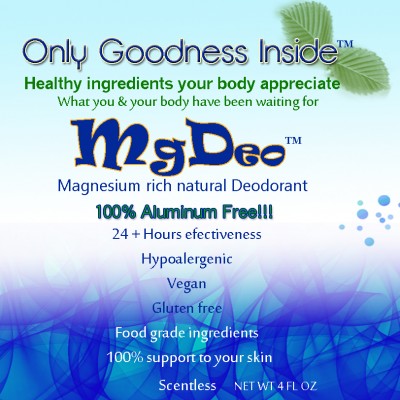 Only Goodness Inside™
Healthy ingredients your body appreciate
What you & your body have been waiting for
MgDeo™
Magnesium rich natural Deodorant
100% Aluminum Free!!!
24 + Hours efectiveness
Hypoalergenic
Vegan
Gluten free
Food grade ingredients
100% support to your skin
Scentless NET WT 4 FL OZ